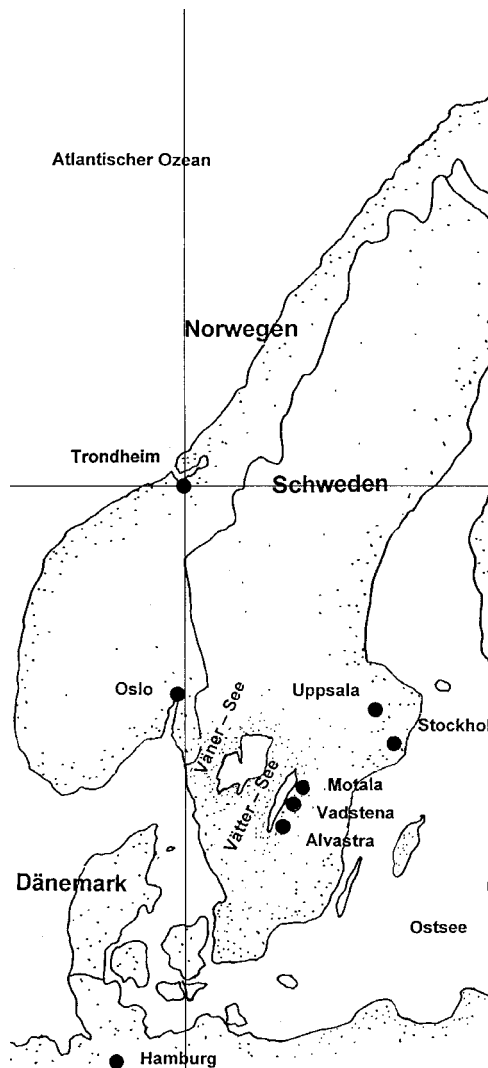 Atlantischer Ozean
Norwegen
Trondheim
Schweden
Oslo
Väner – See
Uppsala
Stockhol
Vätter – See
Motala
Vadstena
Alvastra
Dänemark
Ostsee
Hamburg